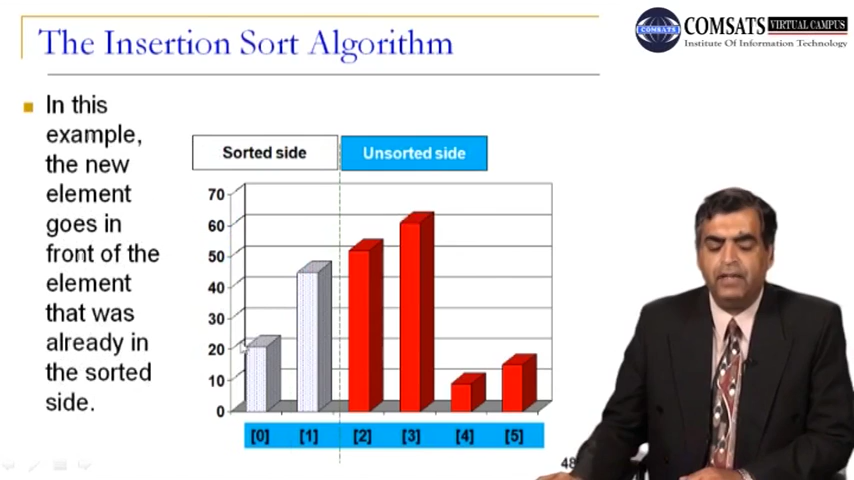 The Insertion Sort Algorithm
COMSATS
COMSATS VIRTUAL CAMPUS
Institute Of Information Technology
In this
example,
the new
element
goes in
front of the
element
that was
already in
the sorted
side.
Sorted side Unsorted side
70
60
50
40
30
20
10
0
[0] [1] [2] [3] [4] [5]
48